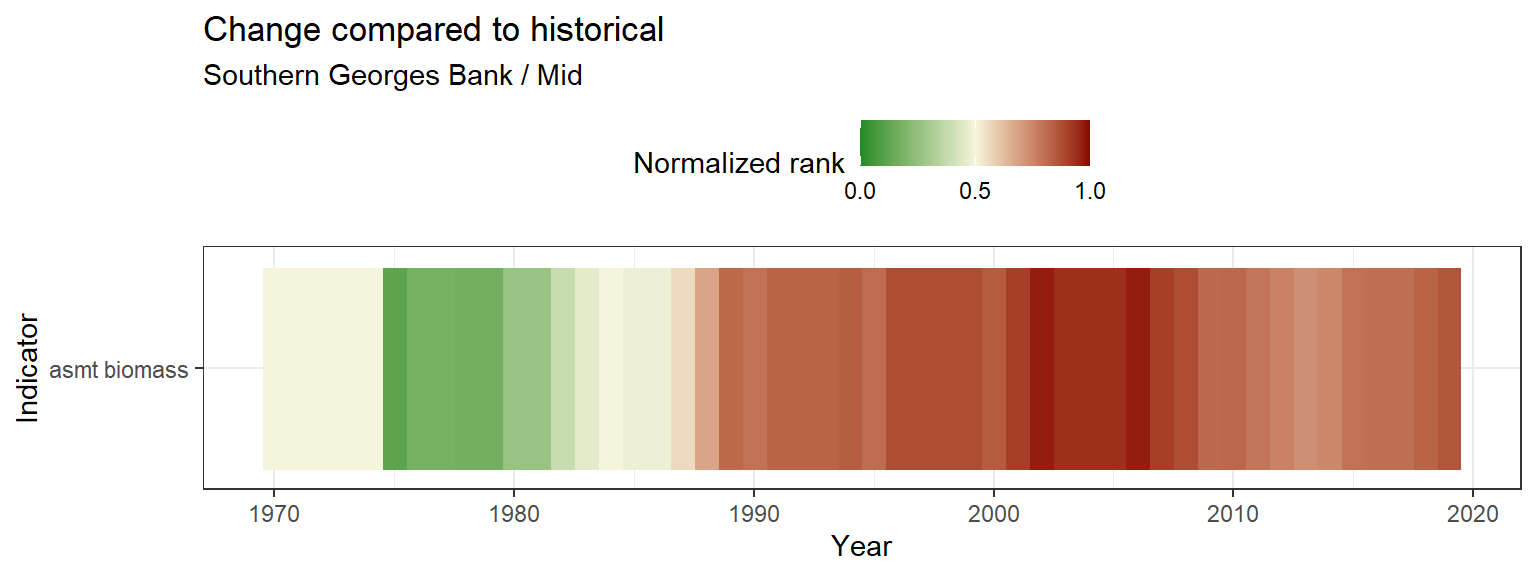 Change compared to historical
Southern Georges Bank / Mid
Normalized rank
0.0 0.5 1.0
Indicator
asmt biomass
1970 1980 1990 2000 2010 2020
Year